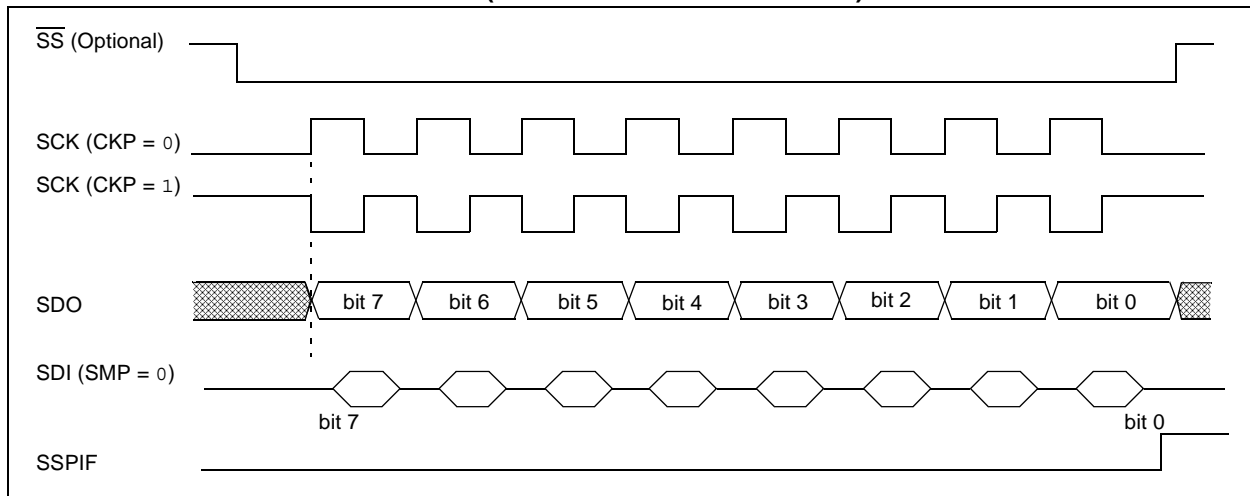 SS (Optional)
SCK (CKP = 0)
SCK (CKP = 1)
SDO
bit 7 bit 6 bit 5 bit 4 bit 3 bit 2 bit 1 bit 0
SDI (SMP = 0)
bit 7 bit 0
SSPIF